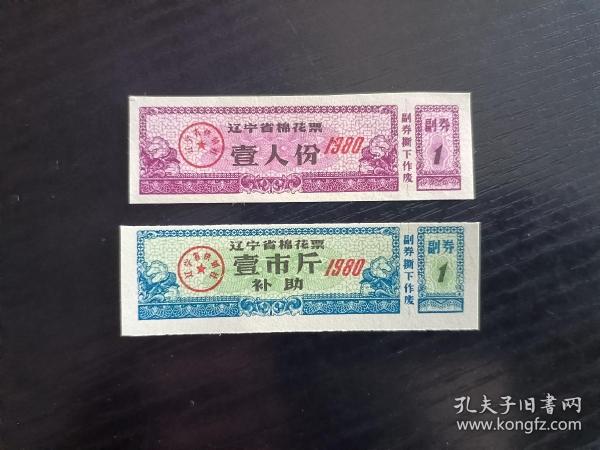 辽宁省棉花票
壹人份
1980
副券撕下作废
副券
1
辽宁省棉花票
壹市斤
补助
1980
副券撕下作废
副券
1
孔夫子旧书网
www.kongfz.com